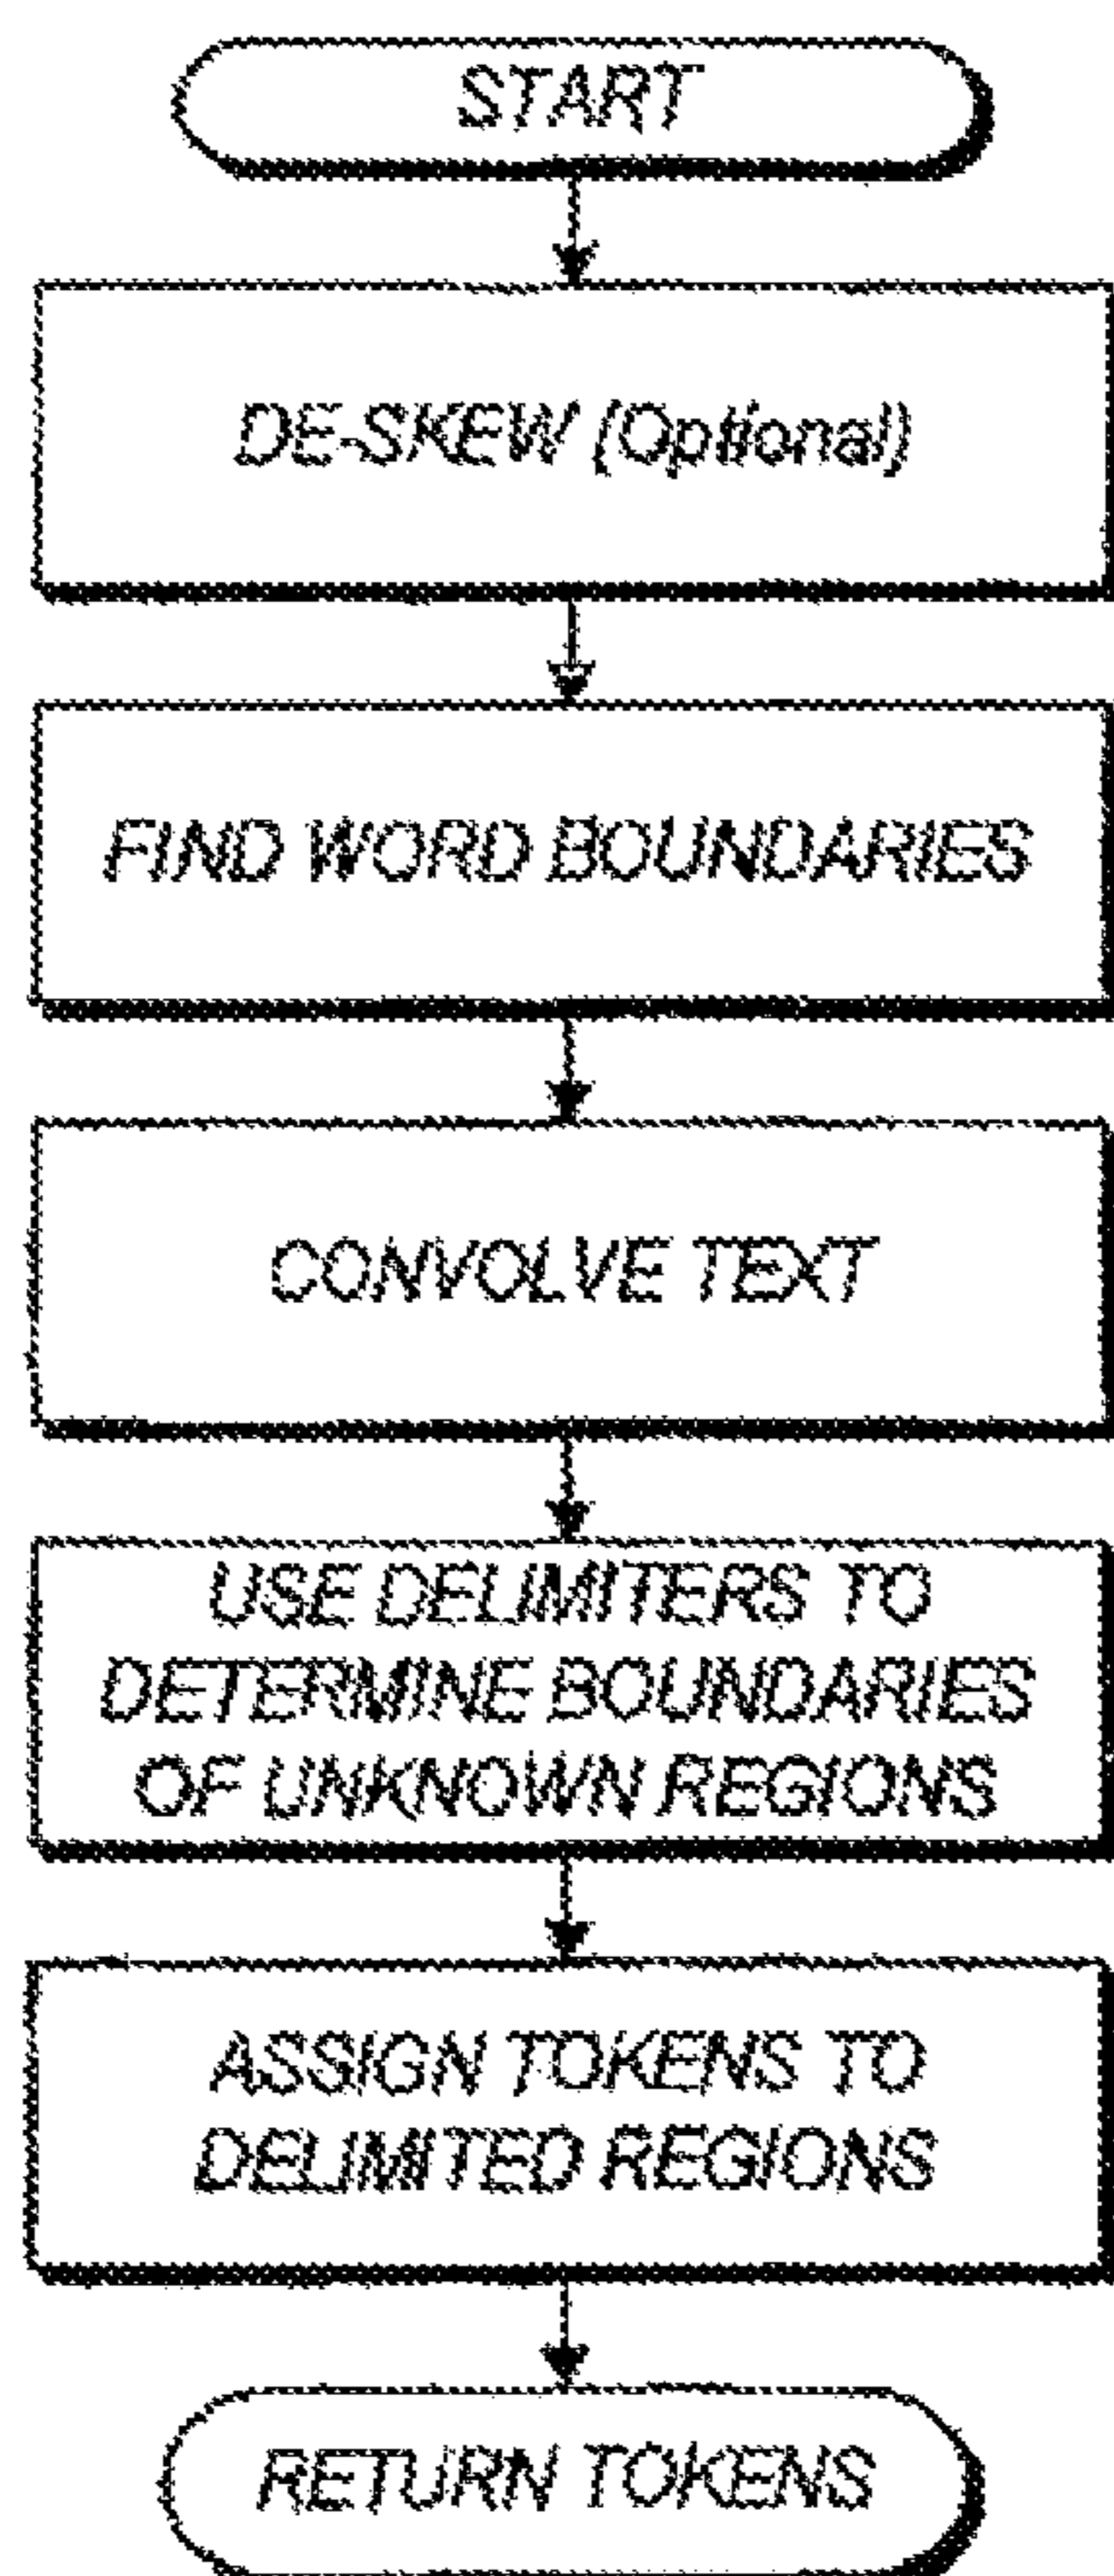 START
DE-SKEW (Optional)
FIND WORD BOUNDARIES
CONVOLVE TEXT
USE DELIMITERS TO
DETERMINE BOUNDARIES
OF UNKNOWN REGIONS
ASSIGN TOKENS TO
DELIMITED REGIONS
RETURN TOKENS